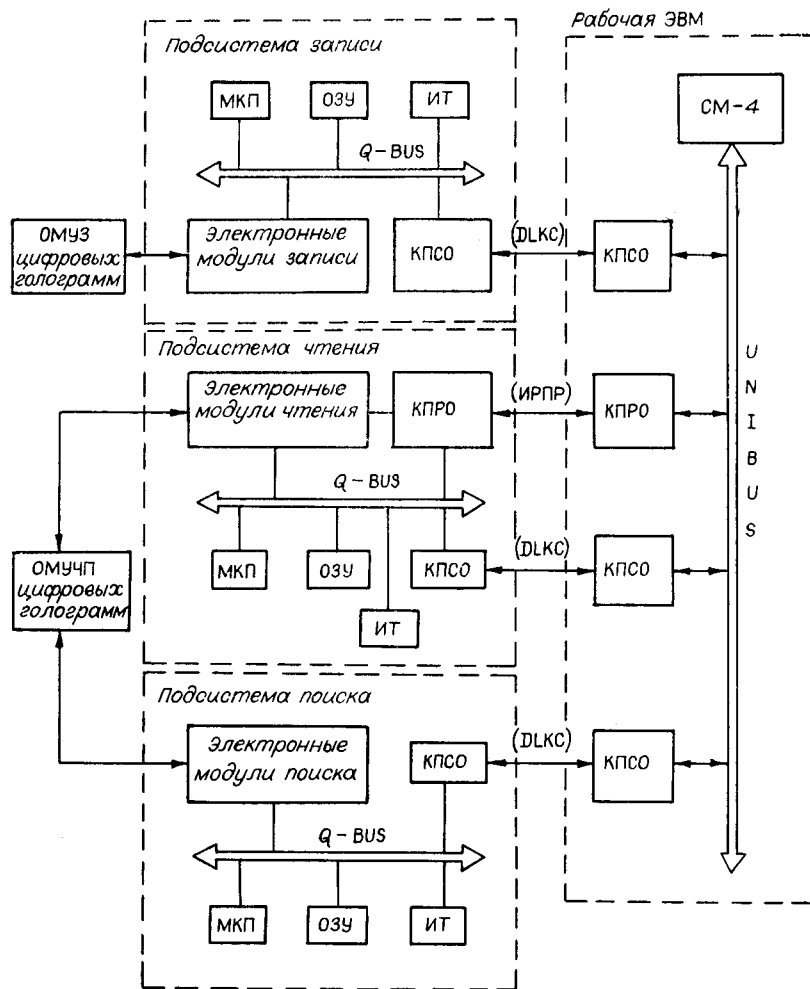 Подсистема записи
Рабочая ЭВМ
МКП
ОЗУ
ИТ
СМ-4
Q-BUS
ОМУЗ
цифровых
голограмм
Электронные
модули записи
КПСО
(DLKC)
КПСО
Подсистема чтения
Электронные
модули чтения
КПРО
(ИРПР)
КПРО
UNIBUS
Q-BUS
МКП
ОЗУ
КПСО
(DLKC)
КПСО
ИТ
ОМУЧП
цифровых
голограмм
Подсистема поиска
Электронные
модули поиска
КПСО
(DLKC)
КПСО
Q-BUS
МКП
ОЗУ
ИТ